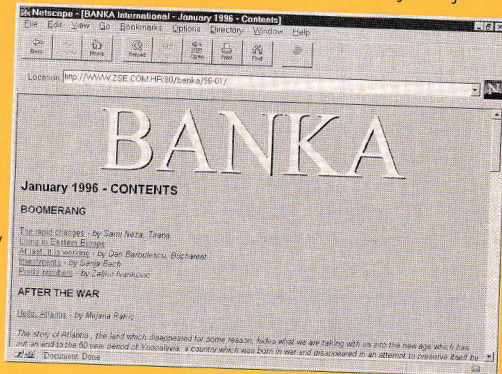 Netscape - [BANKA International - January 1996 - Contents]
File Edit View Go Bookmarks Options Directory Window Help
Back Home Reload Open Print Find
Location: http://WWW.ZSE.COM.HR:80/banka/96-01/
N
BANKA
January 1996 - CONTENTS
BOOMERANG
The rapid changes - by Sami Neza, Tirana
Living in Eastern Europe
At last, it is working - by Dan Barbulescu, Bucharest
Investments - by Sanja Bach
Pretty numbers - by Željko Ivankovic
AFTER THE WAR
Hello, Atlantis - by Mirjana Rakic
The story of Atlantis, the land which disappeared for some reason, hides what we are taking with us into the new age which has
put an end to the 50 year period of Yugoslavia, a country which was born in war and disappeared in an attempt to preserve itself by
Document: Done